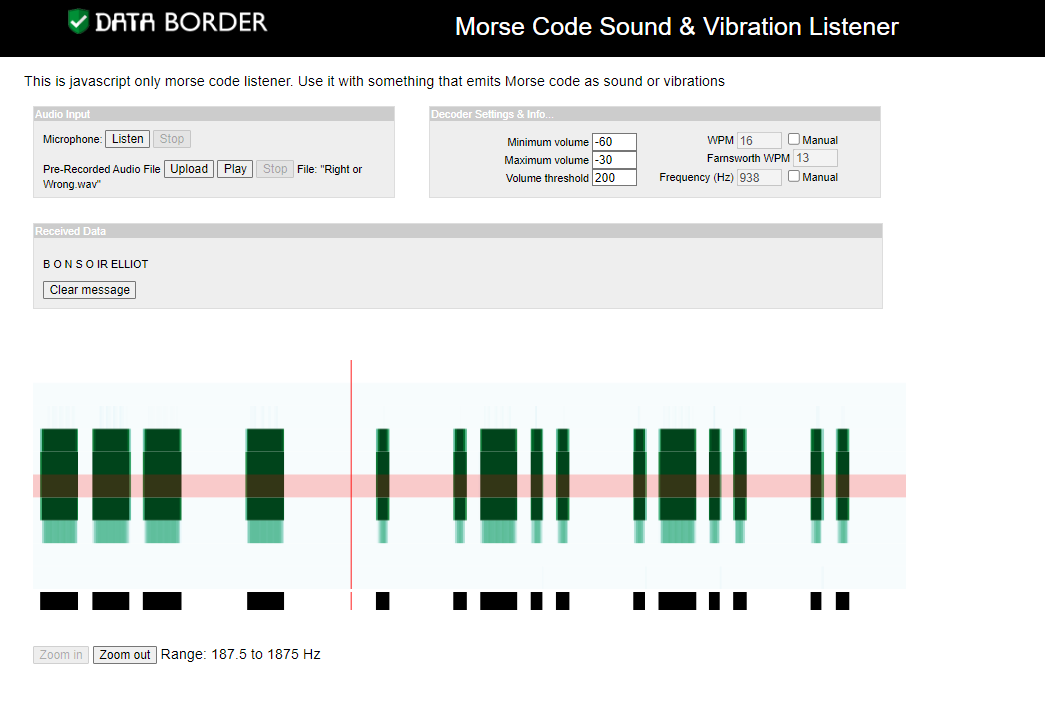 DATA BORDER
Morse Code Sound & Vibration Listener
This is javascript only morse code listener. Use it with something that emits Morse code as sound or vibrations
Audio Input
Microphone: Listen Stop
Pre-Recorded Audio File Upload Play Stop File: "Right or
Wrong.wav"
Decoder Settings & Info...
Minimum volume -60 WPM 16 Manual
Maximum volume -30 Farnsworth WPM 13
Volume threshold 200 Frequency (Hz) 938 Manual
Received Data
B O N S O IR ELLIOT
Clear message
Zoom in Zoom out Range: 187.5 to 1875 Hz